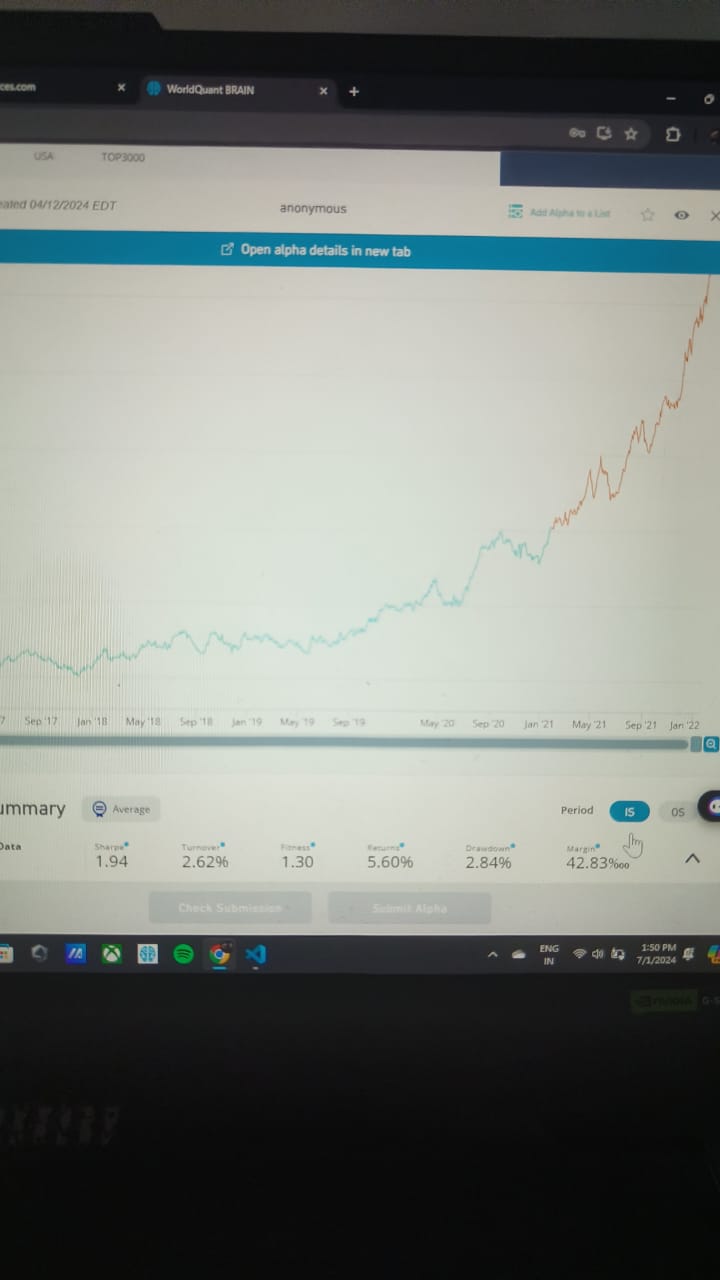 ces.com × WorldQuant BRAIN × +
USA TOP3000
eated 04/12/2024 EDT anonymous Add Alpha to a List
Open alpha details in new tab
7 Sep '17 Jan '18 May '18 Sep '18 Jan '19 May '19 Sep '19 May '20 Sep '20 Jan '21 May '21 Sep '21 Jan '22
ummary Average Period IS OS
Data Sharpe Turnover Fitness Returns Drawdown Margin
1.94 2.62% 1.30 5.60% 2.84% 42.83‱
Check Submission Submit Alpha
ENG 1:50 PM
IN 7/1/2024
nVIDIA G-S